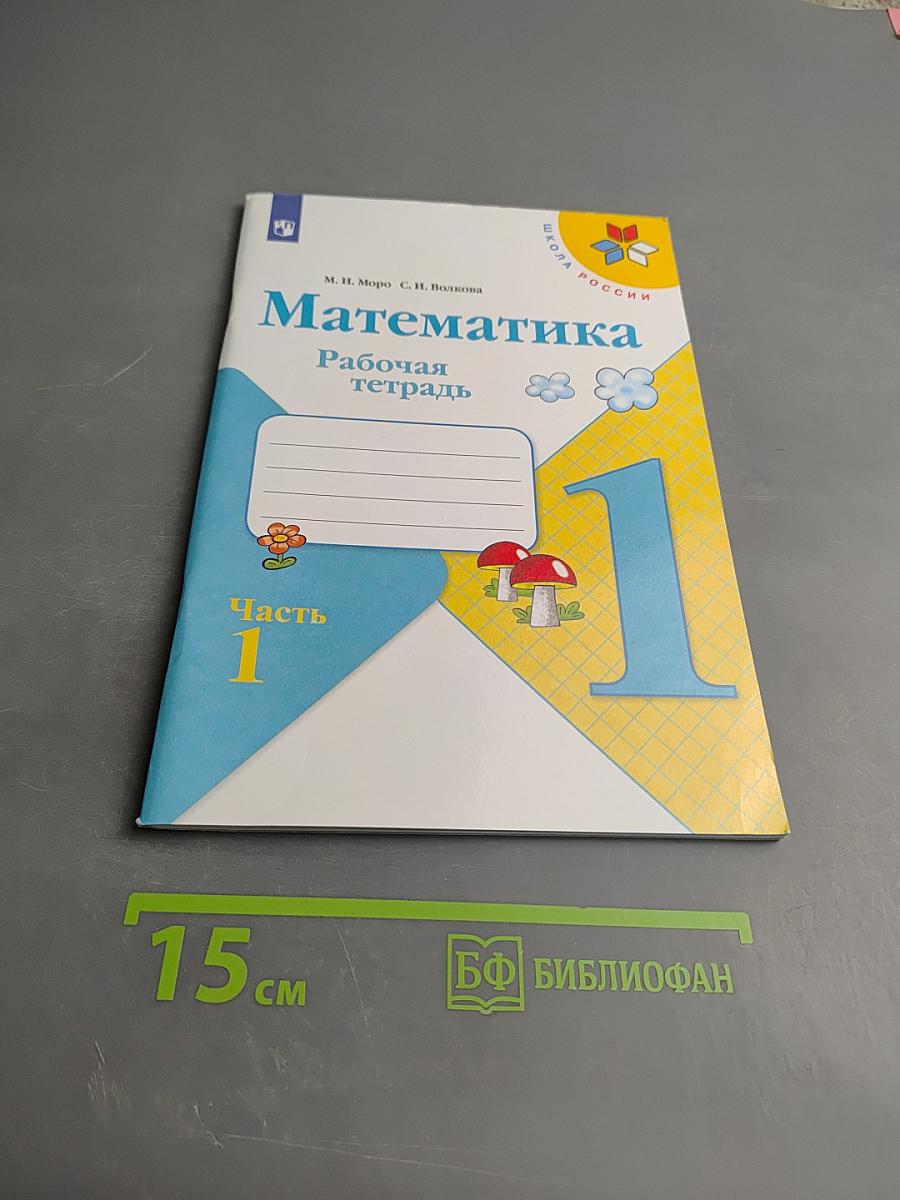 ШКОЛА РОССИИ
М. И. Моро С. И. Волкова
Математика
Рабочая
тетрадь
1
Часть
1
15 см
БФ БИБЛИОФАН